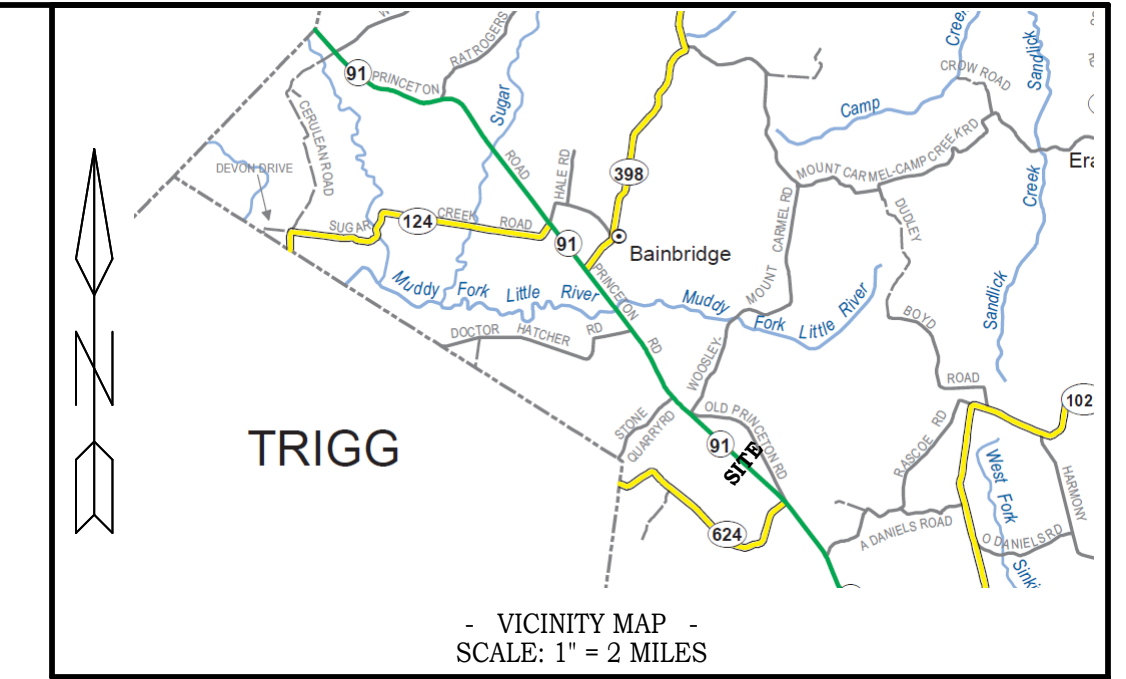 91
PRINCETON
ROAD
RATROGERS
CERULEAN ROAD
DEVON DRIVE
Sugar
HALE RD
398
Camp
Creek
CROW ROAD
Sandlick
Creek
Sandlick
MOUNT CARMEL-CAMP CREEK RD
SUGAR
124
CREEK
ROAD
91
Bainbridge
MOUNT CARMEL RD
DUDLEY
Muddy Fork Little River
PRINCETON
RD
Muddy
Fork Little River
DOCTOR HATCHER RD
WOOSLEY-
BOYD
ROAD
102
STONE
QUARRY RD
OLD PRINCETON RD
91
SITE
RASCOE RD
West Fork
HARMONY
TRIGG
624
A DANIELS ROAD
O DANIELS RD
N
- VICINITY MAP -
SCALE: 1" = 2 MILES